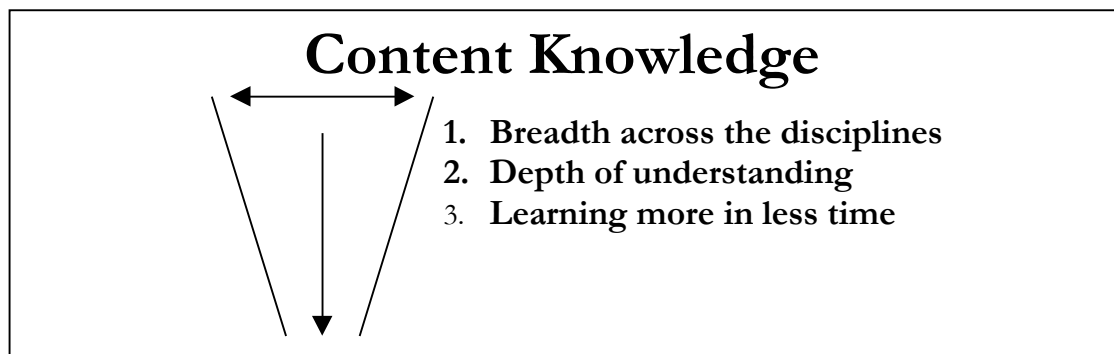 Content Knowledge
1. Breadth across the disciplines
2. Depth of understanding
3. Learning more in less time